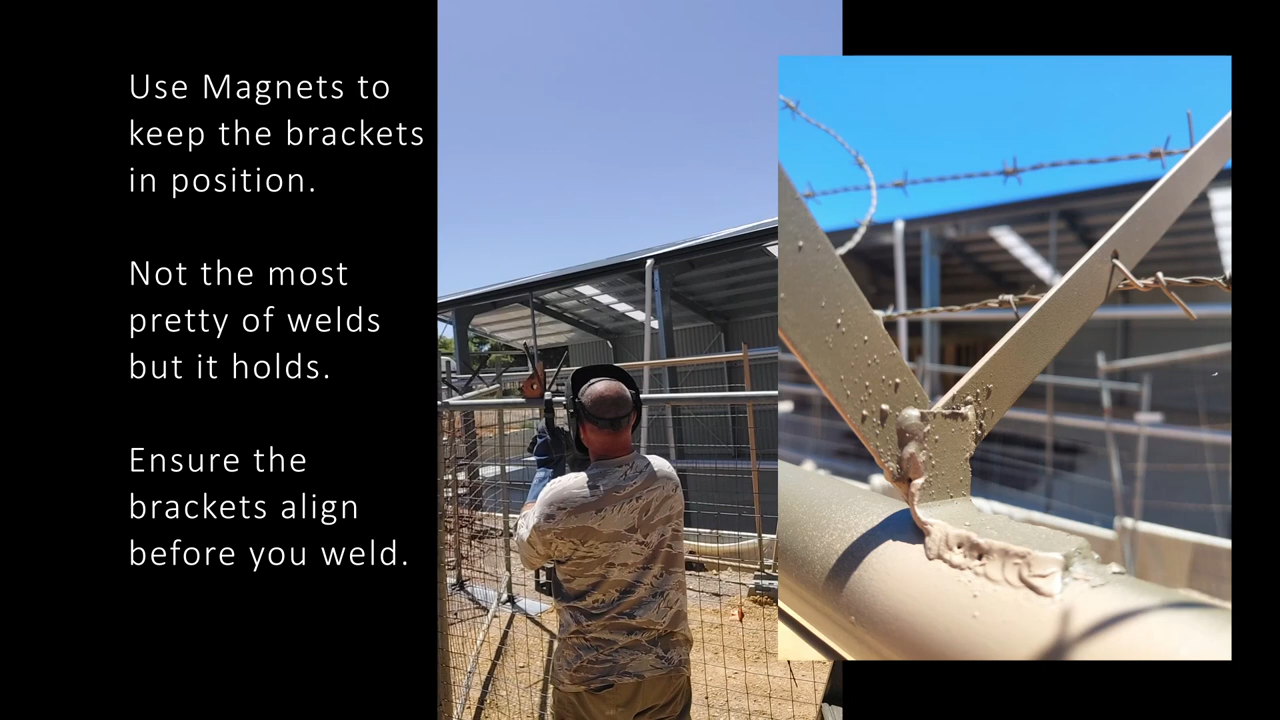 Use Magnets to
keep the brackets
in position.
Not the most
pretty of welds
but it holds.
Ensure the
brackets align
before you weld.